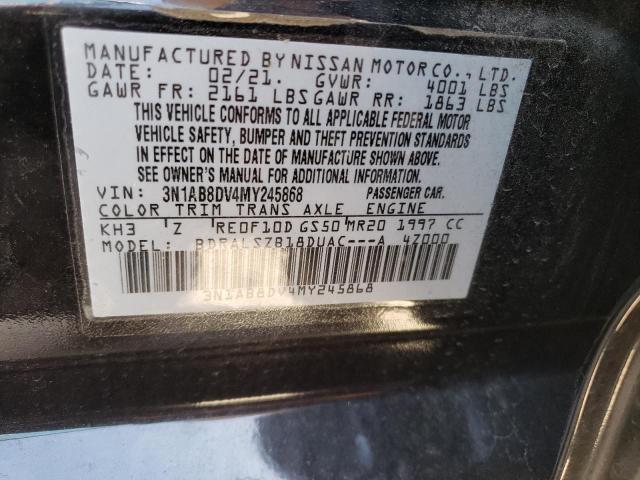 MANUFACTURED BY NISSAN MOTOR CO., LTD.
DATE: 02/21. GVWR: 4001 LBS
GAWR FR: 2161 LBS GAWR RR: 1863 LBS
THIS VEHICLE CONFORMS TO ALL APPLICABLE FEDERAL MOTOR
VEHICLE SAFETY, BUMPER AND THEFT PREVENTION STANDARDS
IN EFFECT ON THE DATE OF MANUFACTURE SHOWN ABOVE.
SEE OWNER'S MANUAL FOR ADDITIONAL INFORMATION.
VIN: 3N1AB8DV4MY245868 PASSENGER CAR.
COLOR TRIM TRANS AXLE ENGINE
KH3 Z RE0F10D GS50 MR20 1997 CC
MODEL 4Z000
3N1AB8DV4MY245868